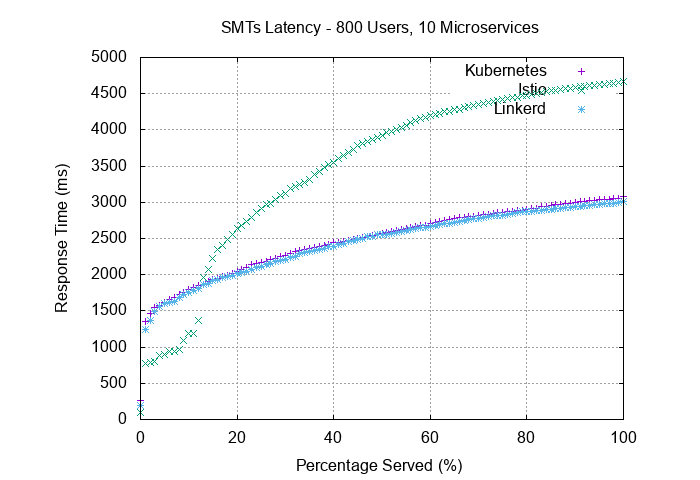 SMTs Latency - 800 Users, 10 Microservices
5000
4500
4000
3500
3000
2500
2000
1500
1000
500
0
Response Time (ms)
Kubernetes
Istio
Linkerd
0 20 40 60 80 100
Percentage Served (%)